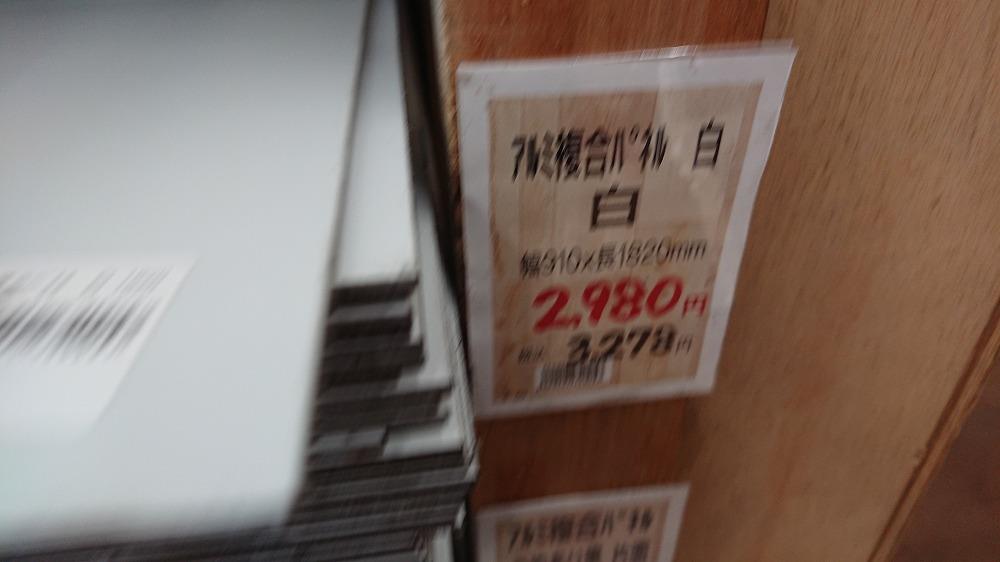 アルミ複合パネル 白
白
幅910×長1820mm
2,980円
税込 3,278円
アルミ複合パネル